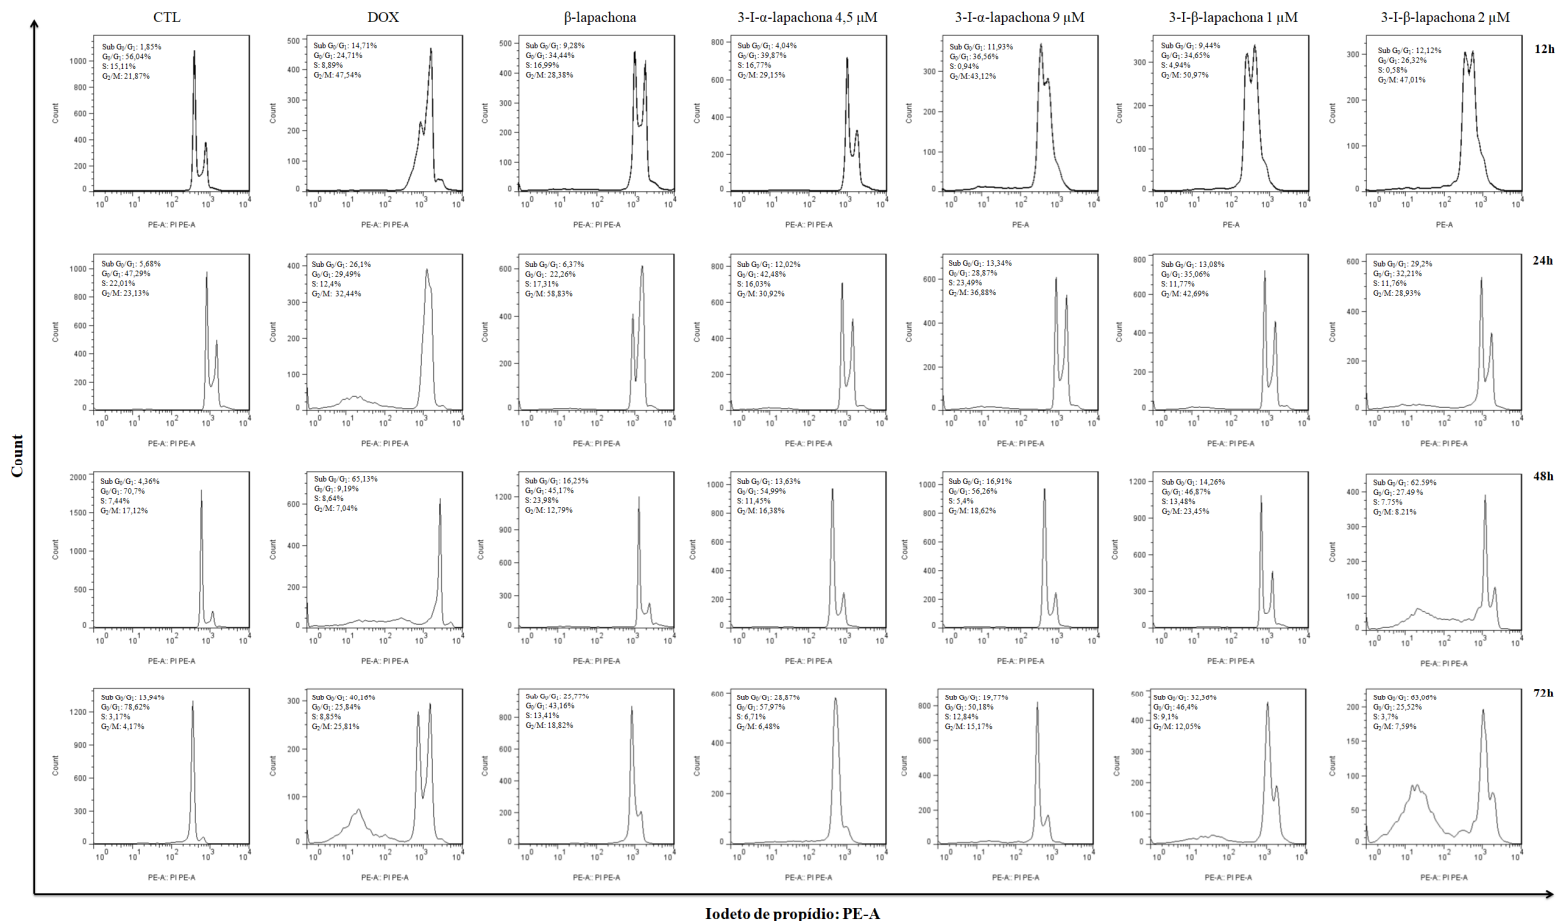 CTL
DOX
β-lapachona
3-I-α-lapachona 4,5 µM
3-I-α-lapachona 9 µM
3-I-β-lapachona 1 µM
3-I-β-lapachona 2 µM
12h
Sub G0/G1: 1,85%
G0/G1: 56,04%
S: 15,11%
G2/M: 21,87%
Sub G0/G1: 14,71%
G0/G1: 24,71%
S: 8,89%
G2/M: 47,54%
Sub G0/G1: 9,28%
G0/G1: 34,44%
S: 16,99%
G2/M: 28,38%
Sub G0/G1: 4,04%
G0/G1: 39,87%
S: 16,77%
G2/M: 29,15%
Sub G0/G1: 11,93%
G0/G1: 36,56%
S: 0,94%
G2/M: 43,12%
Sub G0/G1: 9,44%
G0/G1: 34,65%
S: 4,94%
G2/M: 50,97%
Sub G0/G1: 12,12%
G0/G1: 26,32%
S: 0,58%
G2/M: 47,01%
24h
Sub G0/G1: 5,68%
G0/G1: 47,29%
S: 22,01%
G2/M: 23,13%
Sub G0/G1: 26,1%
G0/G1: 29,49%
S: 12,4%
G2/M: 32,44%
Sub G0/G1: 6,37%
G0/G1: 22,26%
S: 17,31%
G2/M: 58,83%
Sub G0/G1: 12,02%
G0/G1: 42,48%
S: 16,03%
G2/M: 30,92%
Sub G0/G1: 13,34%
G0/G1: 28,87%
S: 23,49%
G2/M: 36,88%
Sub G0/G1: 13,08%
G0/G1: 35,06%
S: 11,77%
G2/M: 42,69%
Sub G0/G1: 29,2%
G0/G1: 32,21%
S: 11,76%
G2/M: 28,93%
48h
Sub G0/G1: 4,36%
G0/G1: 70,7%
S: 7,44%
G2/M: 17,12%
Sub G0/G1: 65,13%
G0/G1: 9,19%
S: 8,64%
G2/M: 7,04%
Sub G0/G1: 16,25%
G0/G1: 45,17%
S: 23,98%
G2/M: 12,79%
Sub G0/G1: 13,63%
G0/G1: 54,99%
S: 11,45%
G2/M: 16,38%
Sub G0/G1: 16,91%
G0/G1: 56,26%
S: 5,4%
G2/M: 18,62%
Sub G0/G1: 14,26%
G0/G1: 46,87%
S: 13,48%
G2/M: 23,45%
Sub G0/G1: 62.59%
G0/G1: 27.49 %
S: 7.75%
G2/M: 8.21%
72h
Sub G0/G1: 13,94%
G0/G1: 78,62%
S: 3,17%
G2/M: 4,17%
Sub G0/G1: 40,16%
G0/G1: 25,84%
S: 8,85%
G2/M: 25,81%
Sub G0/G1: 25,77%
G0/G1: 43,16%
S: 13,41%
G2/M: 18,82%
Sub G0/G1: 28,87%
G0/G1: 57,97%
S: 6,71%
G2/M: 6,48%
Sub G0/G1: 19,77%
G0/G1: 50,18%
S: 12,84%
G2/M: 15,17%
Sub G0/G1: 32,36%
G0/G1: 46,4%
S: 9,1%
G2/M: 12,05%
Sub G0/G1: 63,06%
G0/G1: 25,52%
S: 3,7%
G2/M: 7,59%
Count
PE-A:: PI PE-A
PE-A
Count
Iodeto de propídio: PE-A